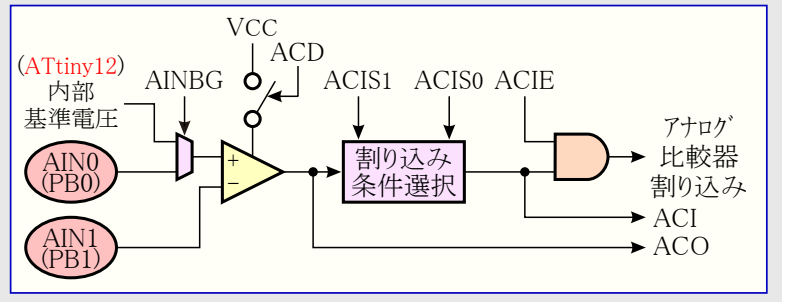 VCC
ACD
(ATtiny12)
内部
基準電圧
AINBG
ACIS1
ACIS0
ACIE
AIN0
(PB0)
+
−
割り込み
条件選択
アナログ
比較器
割り込み
AIN1
(PB1)
ACI
ACO